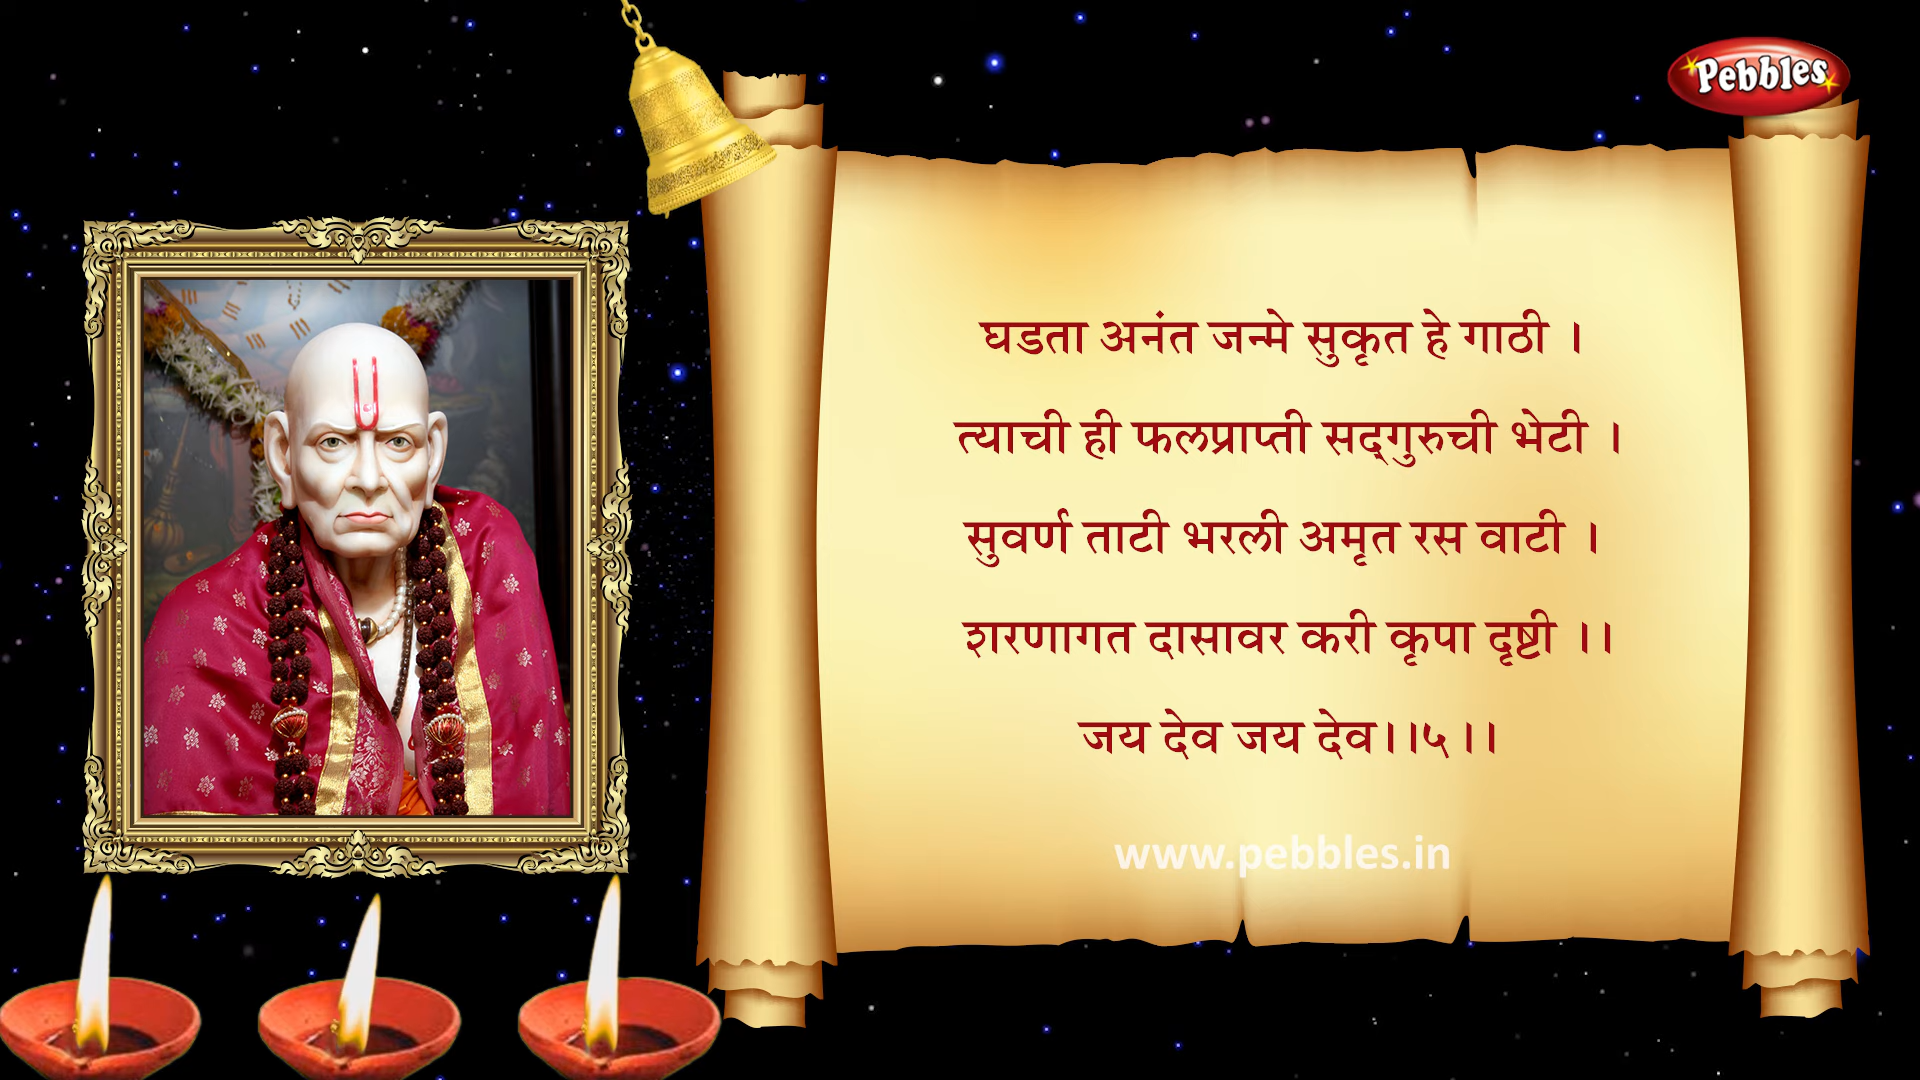 Pebbles
घडता अनंत जन्मे सुकृत हे गाठी ।
त्याची ही फलप्राप्ती सद्‌गुरुची भेटी ।
सुवर्ण ताटी भरली अमृत रस वाटी ।
शरणागत दासावर करी कृपा दृष्टी ।।
जय देव जय देव।।५।।
www.pebbles.in